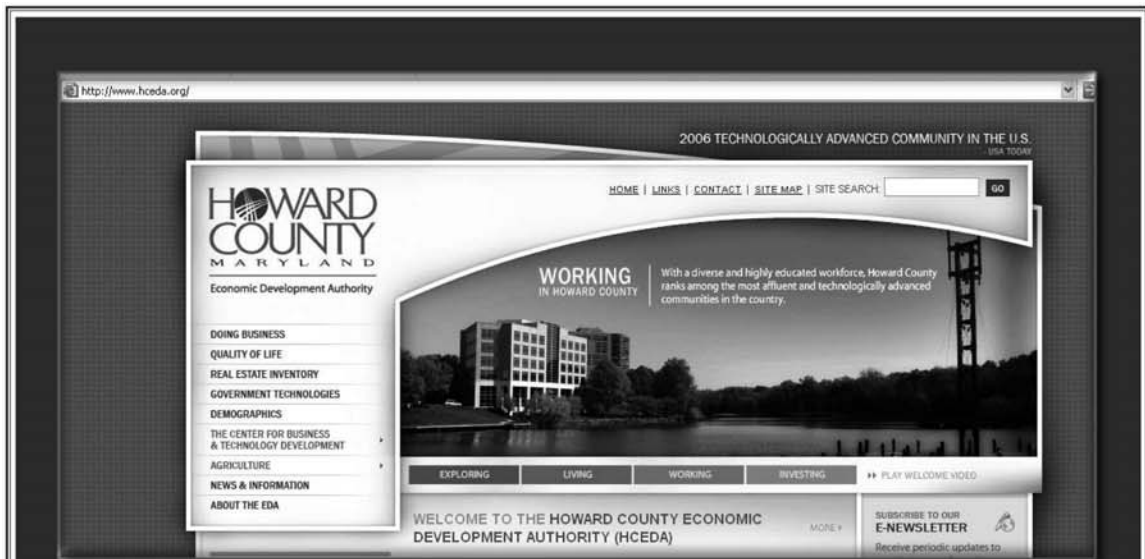 http://www.hceda.org/
2006 TECHNOLOGICALLY ADVANCED COMMUNITY IN THE U.S.
- USA TODAY
HOME | LINKS | CONTACT | SITE MAP | SITE SEARCH: GO
HOWARD
COUNTY
MARYLAND
Economic Development Authority
WORKING
IN HOWARD COUNTY
With a diverse and highly educated workforce, Howard County
ranks among the most affluent and technologically advanced
communities in the country.
DOING BUSINESS
QUALITY OF LIFE
REAL ESTATE INVENTORY
GOVERNMENT TECHNOLOGIES
DEMOGRAPHICS
THE CENTER FOR BUSINESS
& TECHNOLOGY DEVELOPMENT
AGRICULTURE
NEWS & INFORMATION
ABOUT THE EDA
EXPLORING LIVING WORKING INVESTING PLAY WELCOME VIDEO
WELCOME TO THE HOWARD COUNTY ECONOMIC
DEVELOPMENT AUTHORITY (HCEDA)
MORE
SUBSCRIBE TO OUR
E-NEWSLETTER
Receive periodic updates to